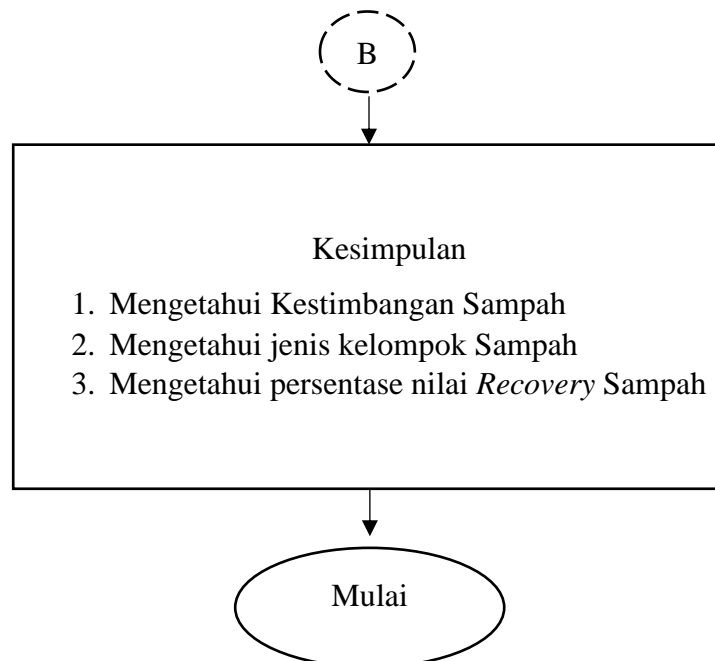 B
Kesimpulan
1. Mengetahui Kestimbangan Sampah
2. Mengetahui jenis kelompok Sampah
3. Mengetahui persentase nilai Recovery Sampah
Mulai